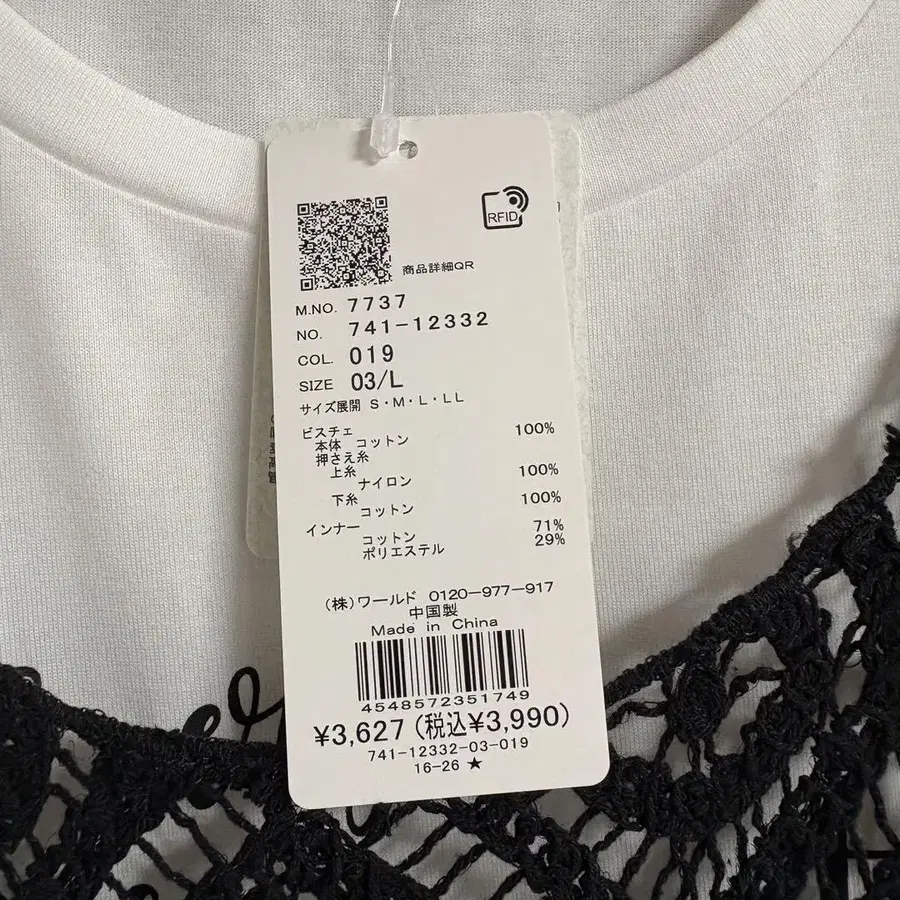 RFID
商品詳細QR
M.NO. 7737
NO. 741-12332
COL. 019
SIZE 03/L
サイズ展開 S・M・L・LL
ビスチェ
本体 コットン 100%
押さえ糸
上糸
ナイロン 100%
下糸
コットン 100%
インナー
コットン 71%
ポリエステル 29%
(株)ワールド 0120-977-917
中国製
Made in China
4548572351749
¥3,627 (税込¥3,990)
741-12332-03-019
16-26 ★